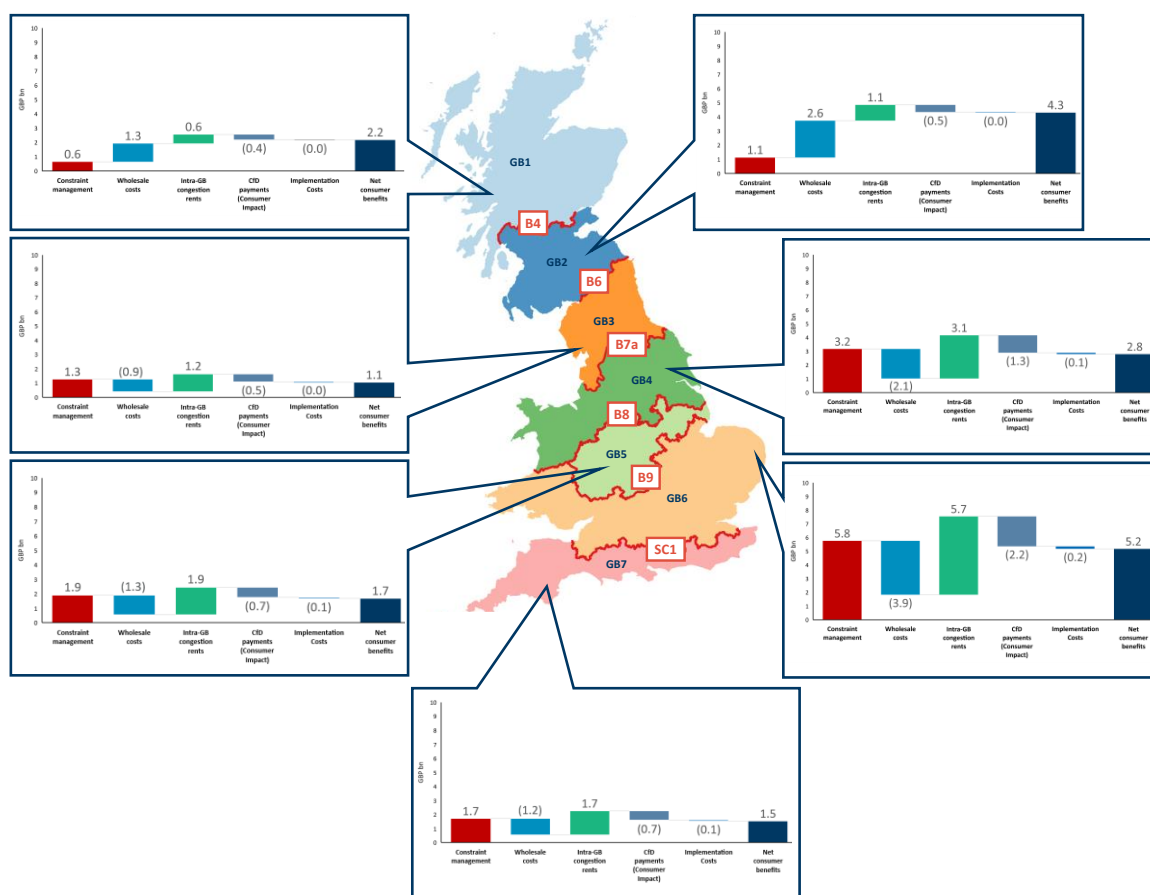 10
9
8
7
6
5
4
3
2
1
0
GBP bn
0.6
1.3
0.6
(0.4)
(0.0)
2.2
Constraint
management
Wholesale
costs
Intra-GB
congestion
rents
CfD
payments
(Consumer
Impact)
Implementation
Costs
Net
consumer
benefits
10
9
8
7
6
5
4
3
2
1
0
GBP bn
1.1
2.6
1.1
(0.5)
(0.0)
4.3
Constraint
management
Wholesale
costs
Intra-GB
congestion
rents
CfD
payments
(Consumer
Impact)
Implementation
Costs
Net
consumer
benefits
GB1
B4
GB2
B6
GB3
B7a
GB4
B8
GB5
B9
GB6
SC1
GB7
10
9
8
7
6
5
4
3
2
1
0
GBP bn
1.3
(0.9)
1.2
(0.5)
(0.0)
1.1
Constraint
management
Wholesale
costs
Intra-GB
congestion
rents
CfD
payments
(Consumer
Impact)
Implementation
Costs
Net
consumer
benefits
10
9
8
7
6
5
4
3
2
1
0
GBP bn
3.2
(2.1)
3.1
(1.3)
(0.1)
2.8
Constraint
management
Wholesale
costs
Intra-GB
congestion
rents
CfD
payments
(Consumer
Impact)
Implementation
Costs
Net
consumer
benefits
10
9
8
7
6
5
4
3
2
1
0
GBP bn
1.9
(1.3)
1.9
(0.7)
(0.1)
1.7
Constraint
management
Wholesale
costs
Intra-GB
congestion
rents
CfD
payments
(Consumer
Impact)
Implementation
Costs
Net
consumer
benefits
10
9
8
7
6
5
4
3
2
1
0
GBP bn
5.8
(3.9)
5.7
(2.2)
(0.2)
5.2
Constraint
management
Wholesale
costs
Intra-GB
congestion
rents
CfD
payments
(Consumer
Impact)
Implementation
Costs
Net
consumer
benefits
10
9
8
7
6
5
4
3
2
1
0
GBP bn
1.7
(1.2)
1.7
(0.7)
(0.1)
1.5
Constraint
management
Wholesale
costs
Intra-GB
congestion
rents
CfD
payments
(Consumer
Impact)
Implementation
Costs
Net
consumer
benefits